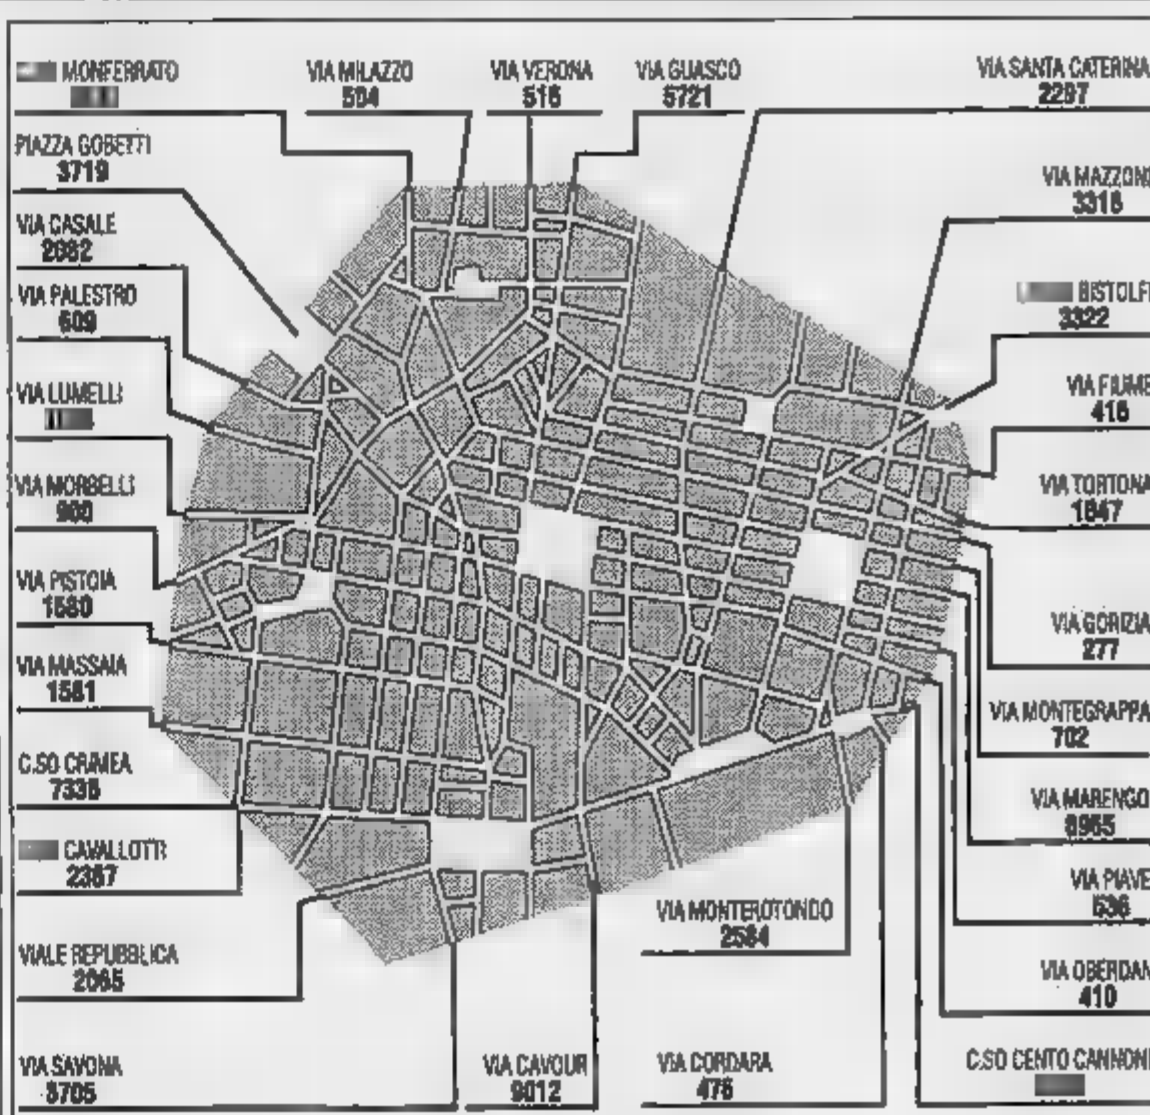 MONFERRATO
VIA MILAZZO
504
VIA VERONA
516
VIA GUASCO
5721
VIA SANTA CATERINA
2297
PIAZZA GOBETTI
3719
VIA MAZZONI
3318
VIA CASALE
2082
VIA PALESTRO
609
BISTOLFI
3322
VIA LUMELLI
VIA FIUME
416
VIA MORBELLI
900
VIA TORTONA
1847
VIA PISTOIA
1580
VIA GORIZIA
277
VIA MASSAIA
1581
VIA MONTEGRAPPA
702
C.SO CRIMEA
7338
VIA MARENGO
CAVALLOTTI
2387
VIA PIAVE
536
VIA MONTEROTONDO
2584
VIALE REPUBBLICA
2065
VIA OBERDAN
410
VIA SAVONA
VIA CAVOUR
9012
VIA CORDARA
476
C.SO CENTO CANNONI